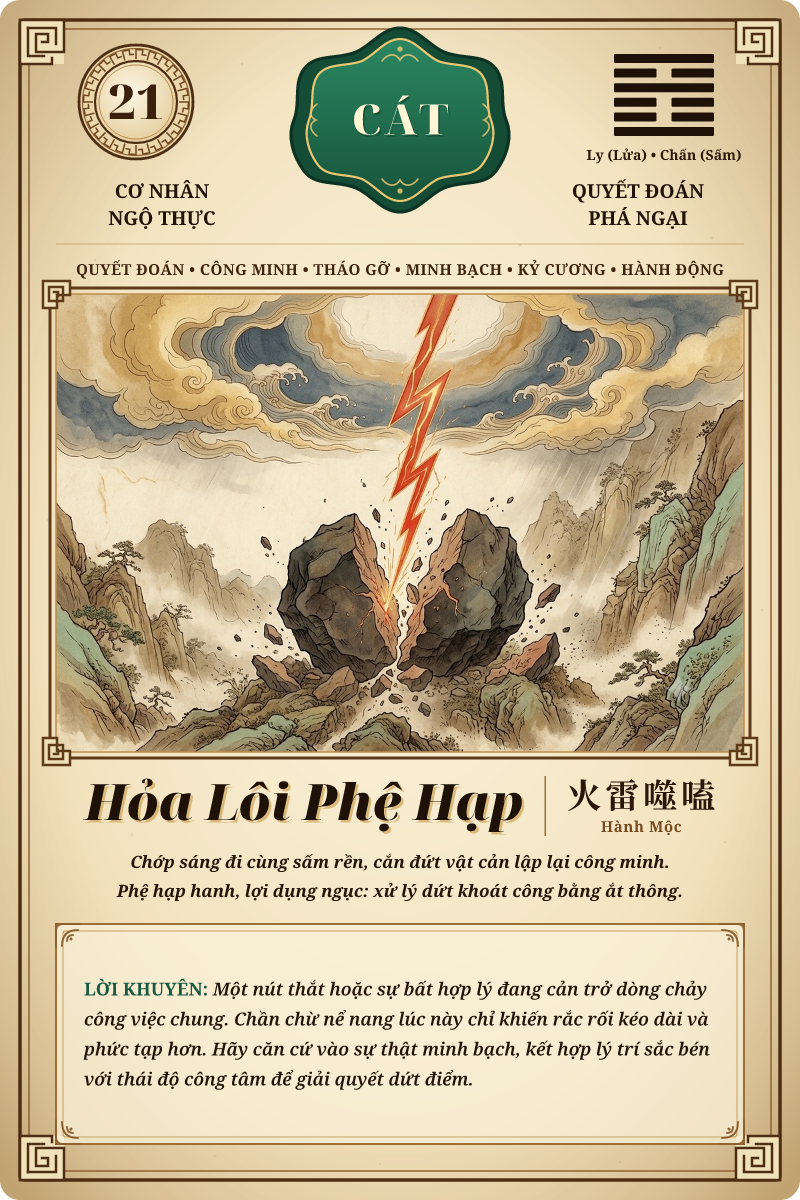 21
CÁT
Ly (Lửa) • Chấn (Sấm)
CƠ NHÂN
NGỘ THỰC
QUYẾT ĐOÁN
PHÁ NGẠI
QUYẾT ĐOÁN • CÔNG MINH • THÁO GỠ • MINH BẠCH • KỶ CƯƠNG • HÀNH ĐỘNG
Hỏa Lôi Phệ Hạp
火雷噬嗑
Hành Mộc
Chớp sáng đi cùng sấm rền, cắn đứt vật cản lập lại công minh.
Phệ hạp hanh, lợi dụng ngục: xử lý dứt khoát công bằng ắt thông.
LỜI KHUYÊN: Một nút thắt hoặc sự bất hợp lý đang cản trở dòng chảy
công việc chung. Chần chừ nể nang lúc này chỉ khiến rắc rối kéo dài và
phức tạp hơn. Hãy căn cứ vào sự thật minh bạch, kết hợp lý trí sắc bén
với thái độ công tâm để giải quyết dứt điểm.